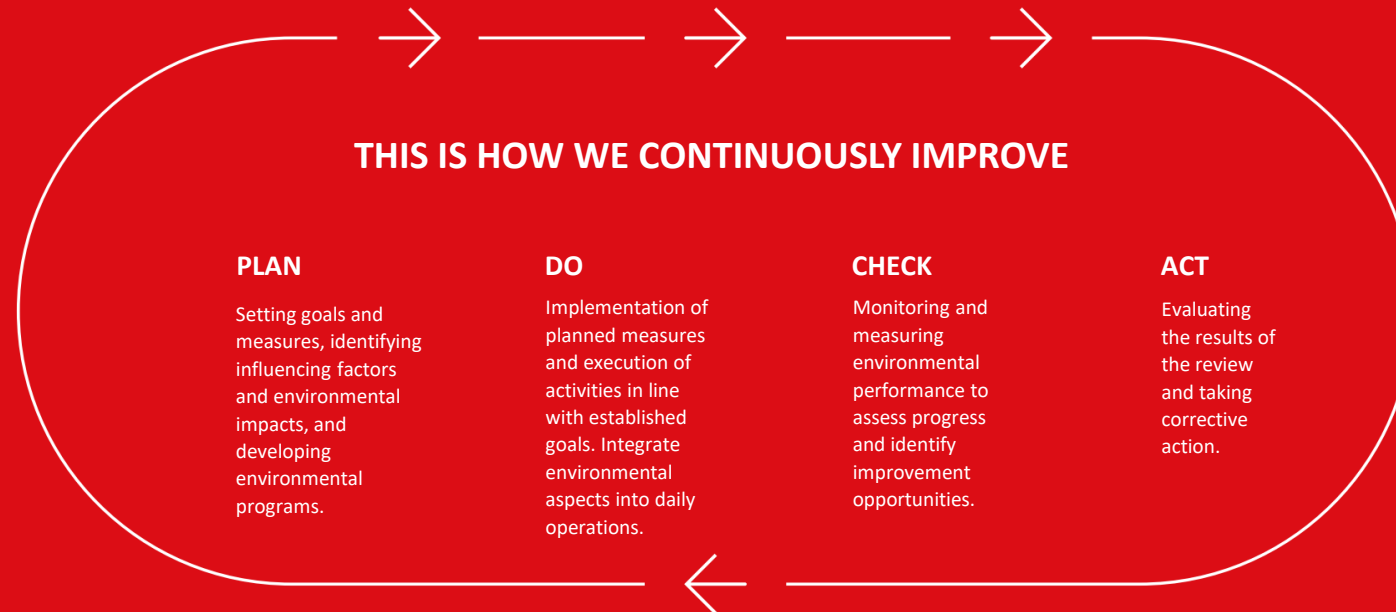 THIS IS HOW WE CONTINUOUSLY IMPROVE
PLAN
Setting goals and
measures, identifying
influencing factors
and environmental
impacts, and
developing
environmental
programs.
DO
Implementation of
planned measures
and execution of
activities in line
with established
goals. Integrate
environmental
aspects into daily
operations.
CHECK
Monitoring and
measuring
environmental
performance to
assess progress
and identify
improvement
opportunities.
ACT
Evaluating
the results of
the review
and taking
corrective
action.